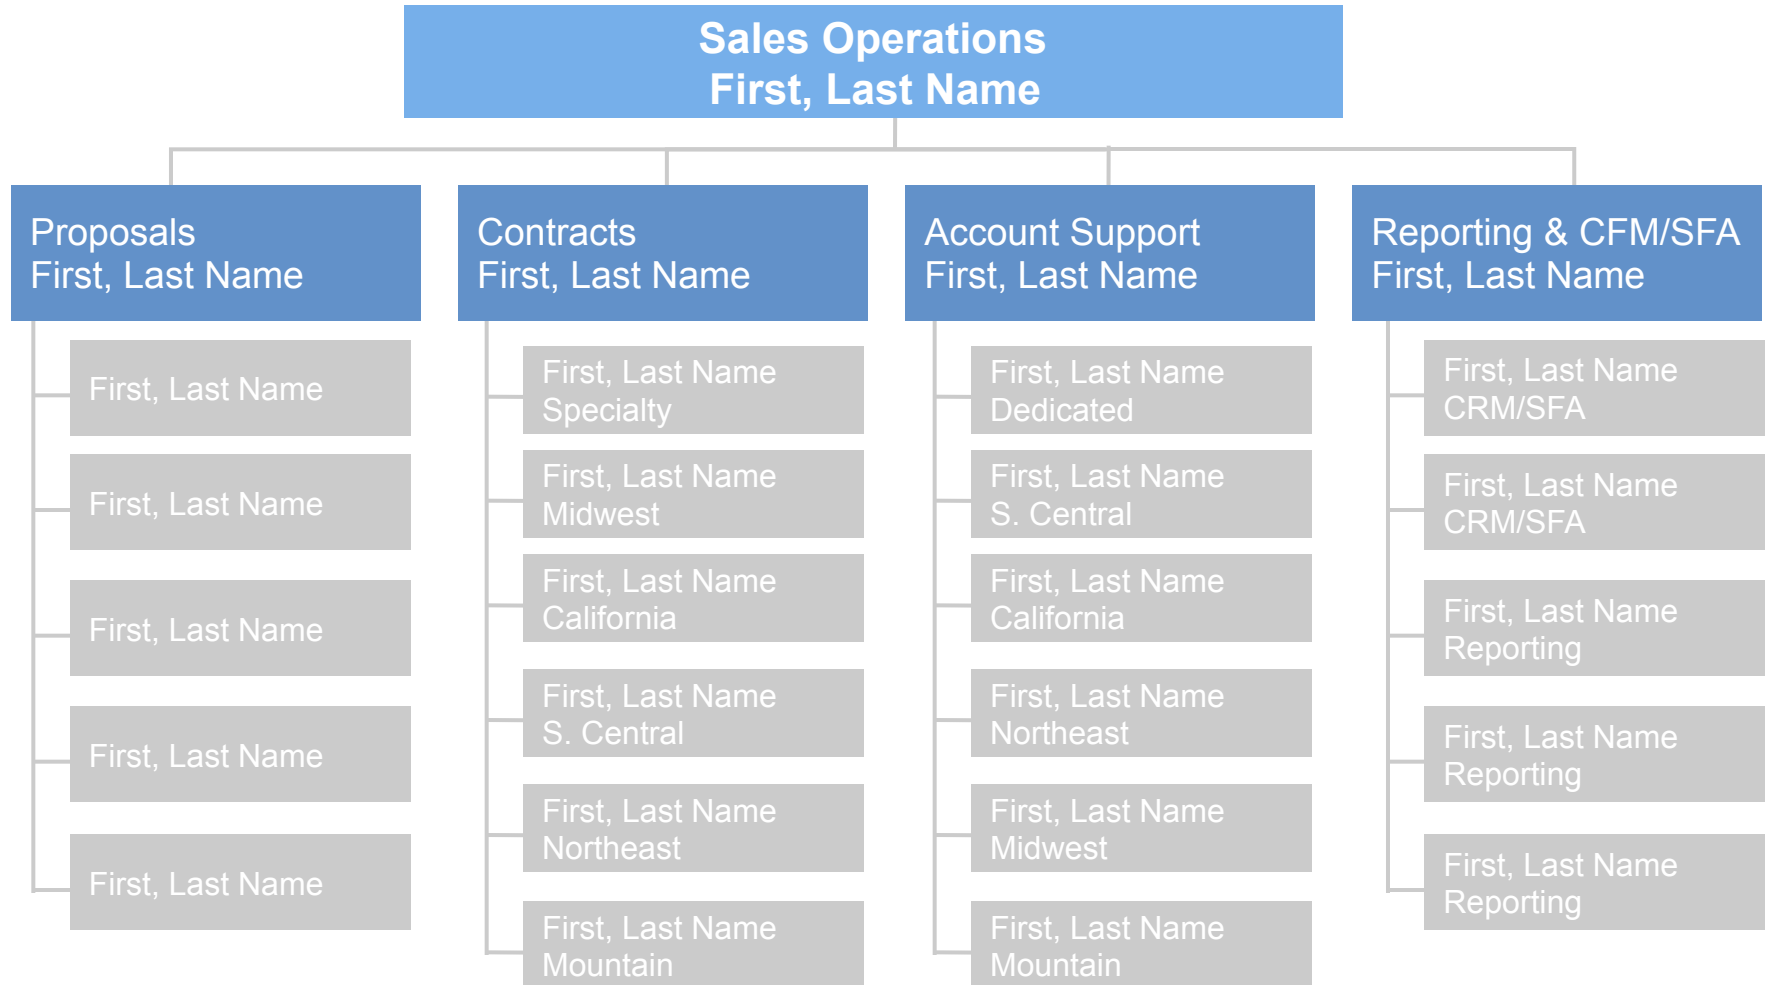 Sales Operations
First, Last Name
Proposals
First, Last Name
First, Last Name
First, Last Name
First, Last Name
First, Last Name
First, Last Name
Contracts
First, Last Name
First, Last Name
Specialty
First, Last Name
Midwest
First, Last Name
California
First, Last Name
S. Central
First, Last Name
Northeast
First, Last Name
Mountain
Account Support
First, Last Name
First, Last Name
Dedicated
First, Last Name
S. Central
First, Last Name
California
First, Last Name
Northeast
First, Last Name
Midwest
First, Last Name
Mountain
Reporting & CFM/SFA
First, Last Name
First, Last Name
CRM/SFA
First, Last Name
CRM/SFA
First, Last Name
Reporting
First, Last Name
Reporting
First, Last Name
Reporting